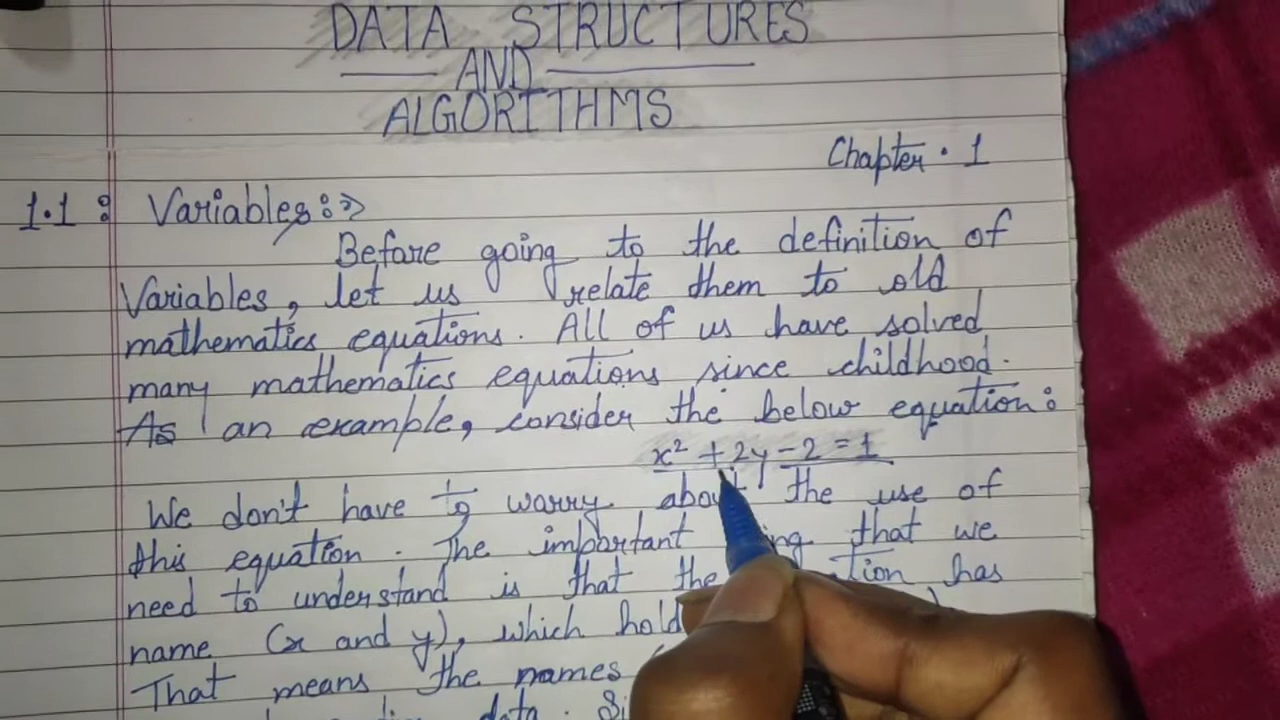 DATA STRUCTURES
AND
ALGORITHMS
Chapter · 1
1.1 : Variables :->
Before going to the definition of
Variables, let us relate them to old
mathematics equations. All of us have solved
many mathematics equations since childhood.
As an example, consider the below equation:
x² + 2y - 2 = 1
We don't have to worry about the use of
this equation. The important that we
need to understand is that the has
name (x and y), which hold
That means the names
data.